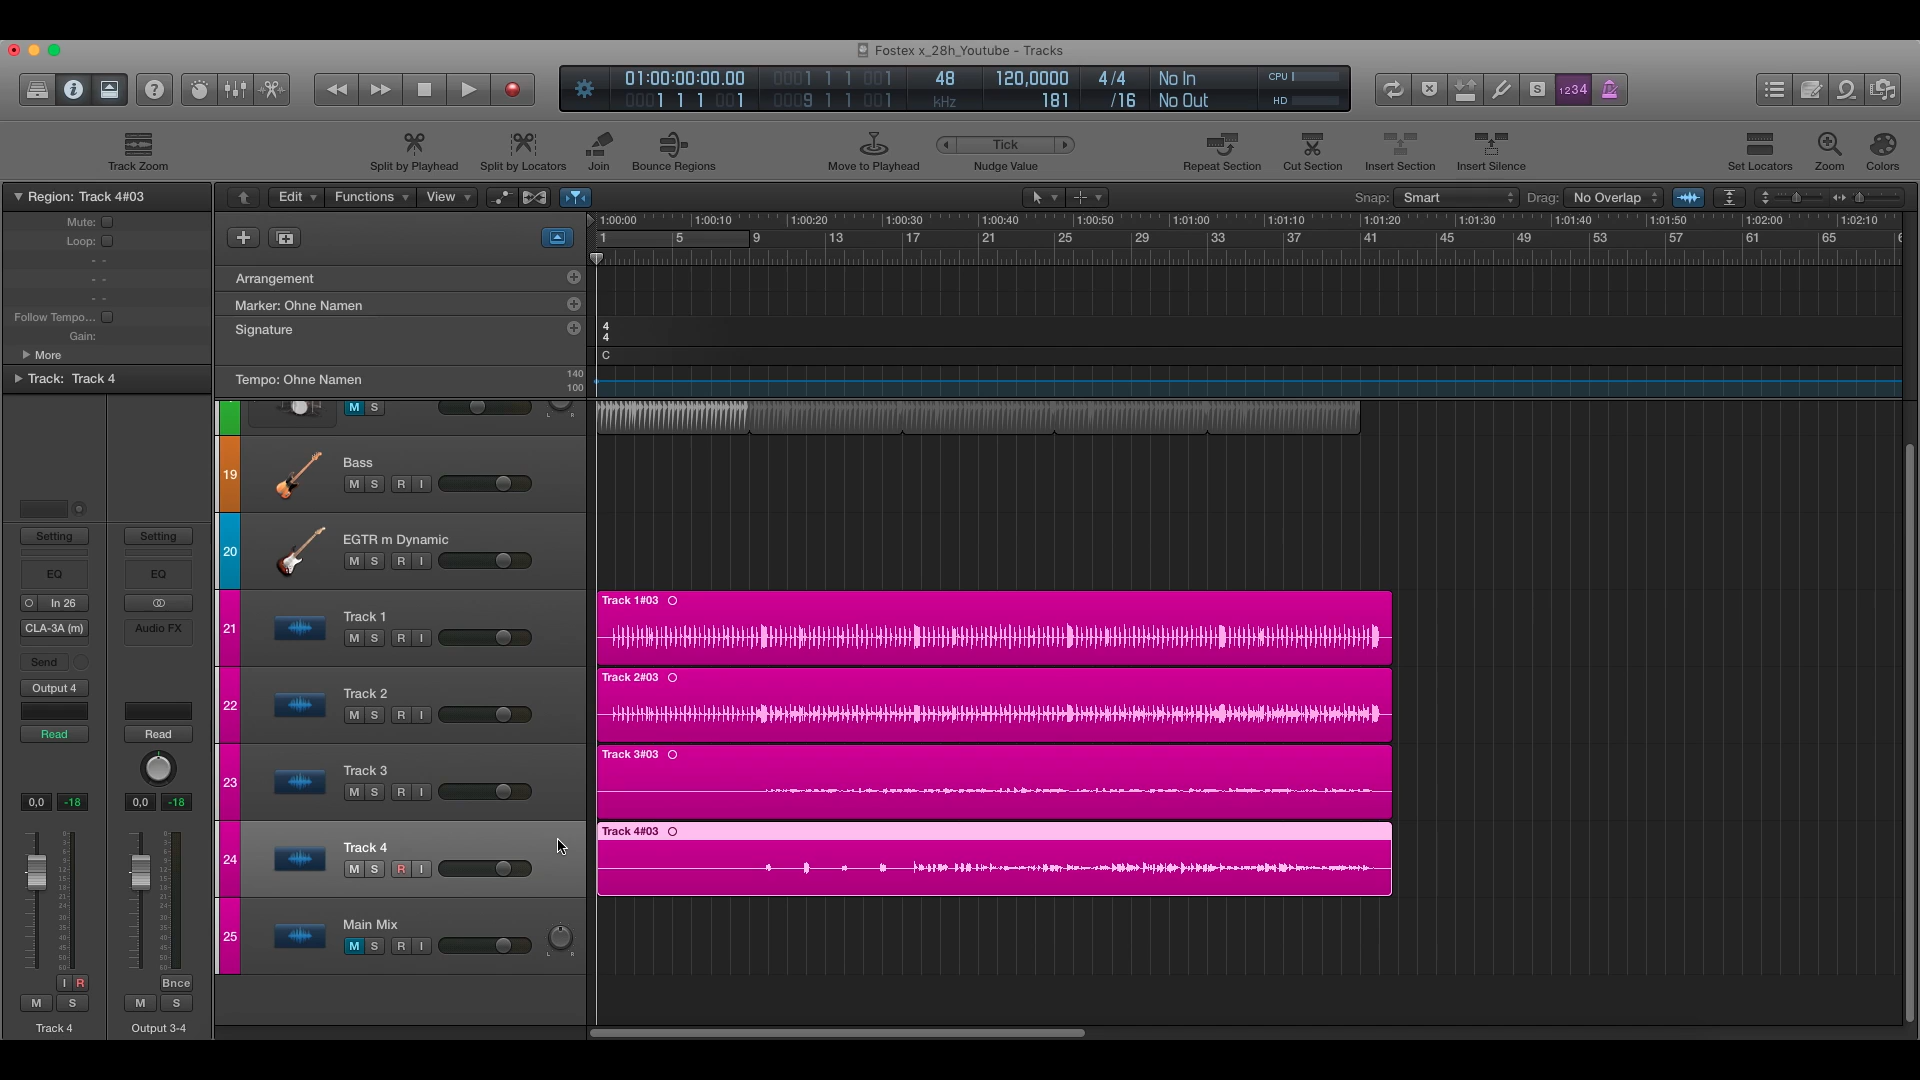 Fostex x_28h_Youtube - Tracks
1234
01:00:00:00.00
0001 1 1 001
0001 1 1 001
0009 1 1 001
48
kHz
120,0000
181
4/4
/16
No In
No Out
CPU
HD
Track Zoom
Split by Playhead
Split by Locators
Join
Bounce Regions
Move to Playhead
Tick
Nudge Value
Repeat Section
Cut Section
Insert Section
Insert Silence
Set Locators
Zoom
Colors
Region: Track 4#03
Mute:
Loop:
Follow Tempo...
Gain:
More
Track: Track 4
Edit
Functions
View
Snap: Smart
Drag: No Overlap
1:00:00 1:00:10 1:00:20 1:00:30 1:00:40 1:00:50 1:01:00 1:01:10 1:01:20 1:01:30 1:01:40 1:01:50 1:02:00 1:02:10
1 5 9 13 17 21 25 29 33 37 41 45 49 53 57 61 65
Arrangement
Marker: Ohne Namen
Signature
4
4
C
Tempo: Ohne Namen
140
100
M S
L R
19
Bass
M S R I
20
EGTR m Dynamic
M S R I
21
Track 1
M S R I
Track 1#03
22
Track 2
M S R I
Track 2#03
23
Track 3
M S R I
Track 3#03
24
Track 4
M S R I
Track 4#03
25
Main Mix
M S R I
L R
Setting
Setting
EQ
EQ
In 26
CLA-3A (m)
Audio FX
Send
Output 4
Read
Read
0,0 -18
0,0 -18
I R
Bnce
M S
M S
Track 4
Output 3-4